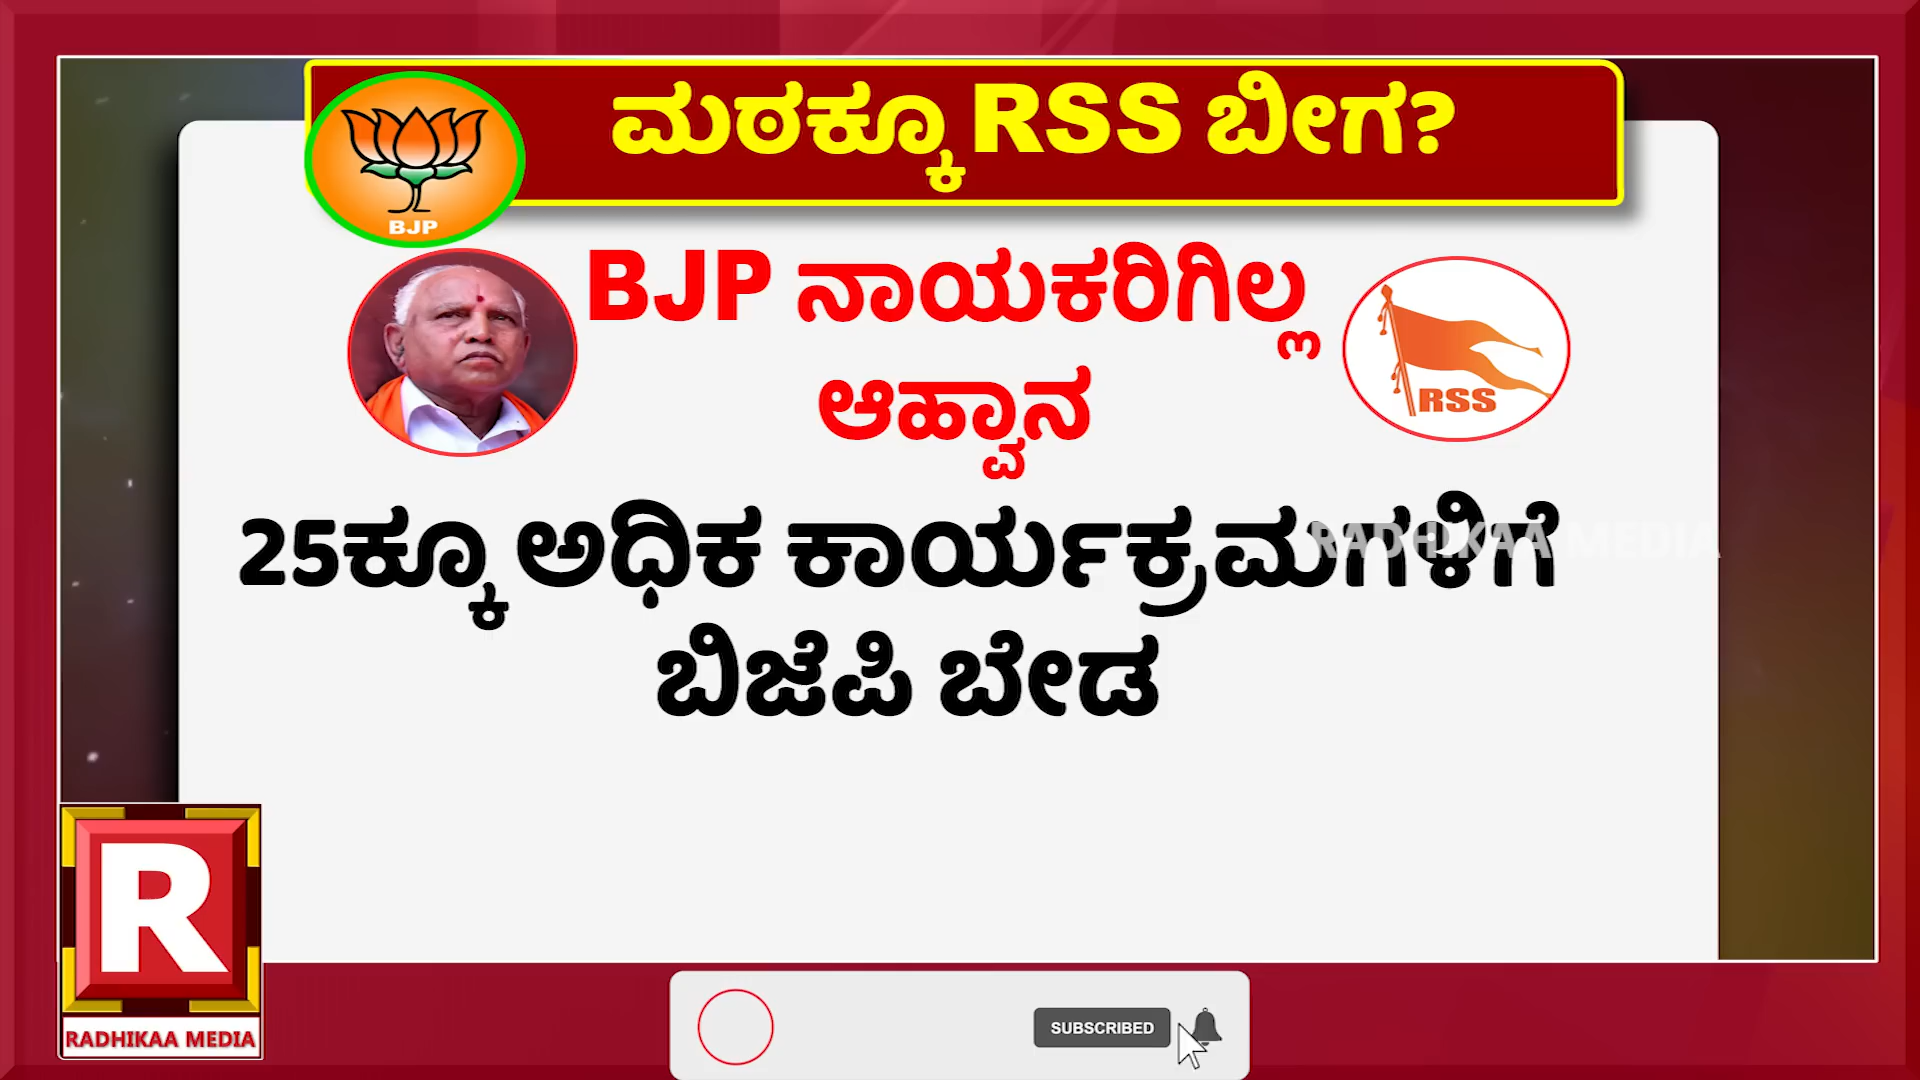 ಮಠಕ್ಕೂ RSS ಬೀಗ?
BJP
BJP ನಾಯಕರಿಗಿಲ್ಲ
ಆಹ್ವಾನ
RSS
25ಕ್ಕೂ ಅಧಿಕ ಕಾರ್ಯಕ್ರಮಗಳಿಗೆ
RADHIKAA MEDIA
ಬಿಜೆಪಿ ಬೇಡ
R
RADHIKAA MEDIA
SUBSCRIBED